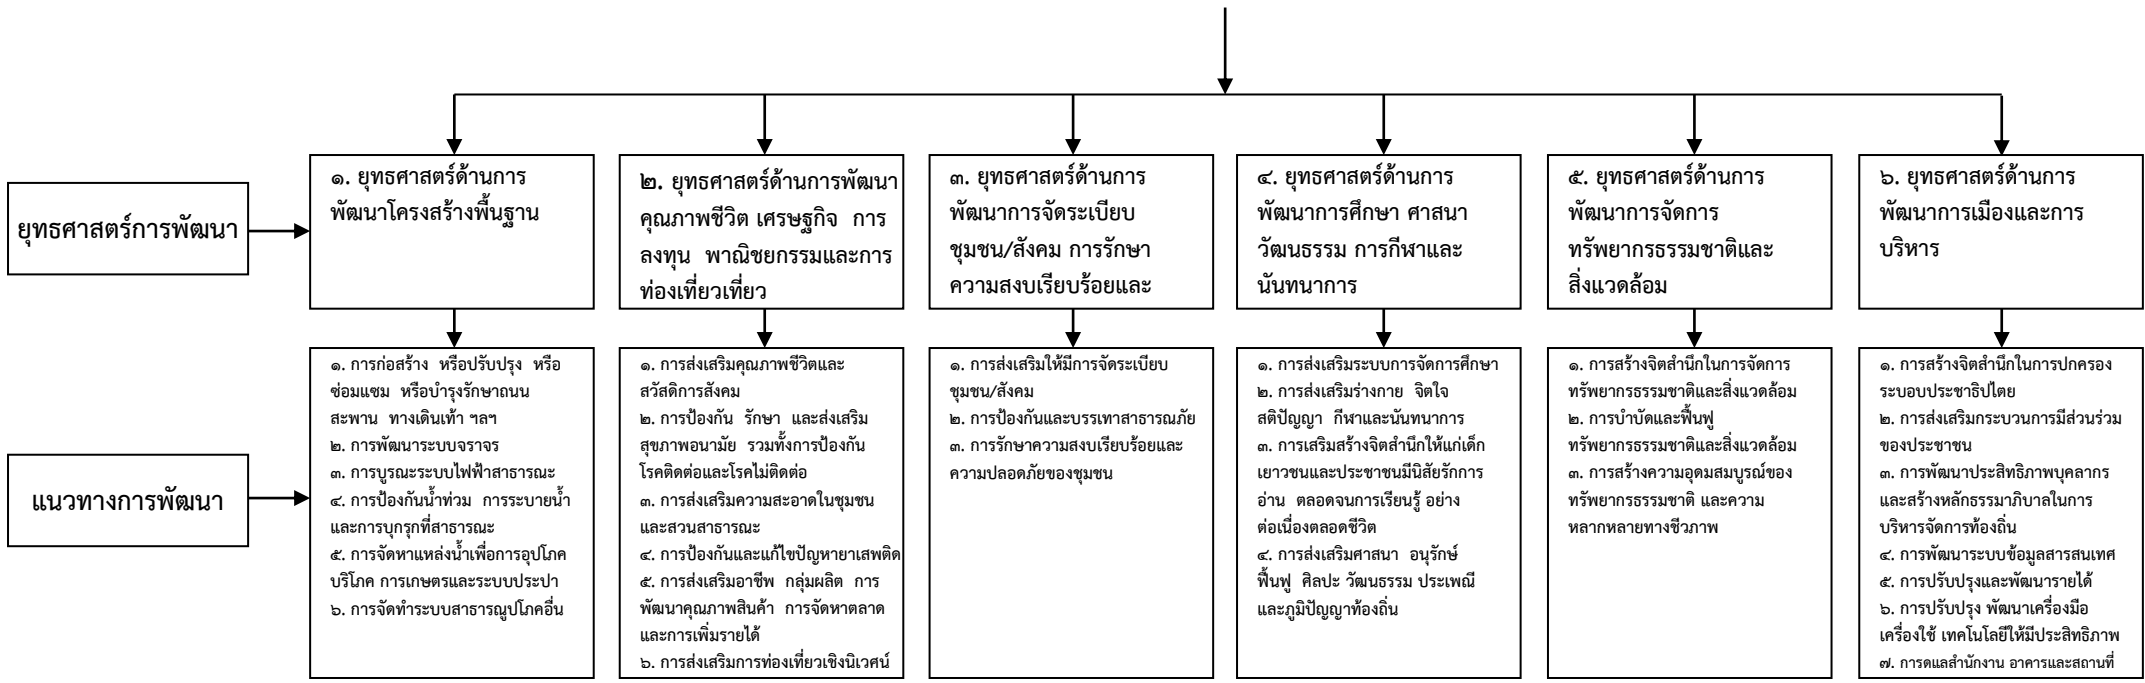 ยุทธศาสตร์การพัฒนา
๑. ยุทธศาสตร์ด้านการ
พัฒนาโครงสร้างพื้นฐาน
๒. ยุทธศาสตร์ด้านการพัฒนา
คุณภาพชีวิต เศรษฐกิจ การ
ลงทุน พาณิชยกรรมและการ
ท่องเที่ยวเที่ยว
๓. ยุทธศาสตร์ด้านการ
พัฒนาการจัดระเบียบ
ชุมชน/สังคม การรักษา
ความสงบเรียบร้อยและ
๔. ยุทธศาสตร์ด้านการ
พัฒนาการศึกษา ศาสนา
วัฒนธรรม การกีฬาและ
นันทนาการ
๕. ยุทธศาสตร์ด้านการ
พัฒนาการจัดการ
ทรัพยากรธรรมชาติและ
สิ่งแวดล้อม
๖. ยุทธศาสตร์ด้านการ
พัฒนาการเมืองและการ
บริหาร
แนวทางการพัฒนา
๑. การก่อสร้าง หรือปรับปรุง หรือ
ซ่อมแซม หรือบำรุงรักษาถนน
สะพาน ทางเดินเท้า ฯลฯ
๒. การพัฒนาระบบจราจร
๓. การบูรณะระบบไฟฟ้าสาธารณะ
๔. การป้องกันน้ำท่วม การระบายน้ำ
และการบุกรุกที่สาธารณะ
๕. การจัดหาแหล่งน้ำเพื่อการอุปโภค
บริโภค การเกษตรและระบบประปา
๖. การจัดทำระบบสาธารณูปโภคอื่น
๑. การส่งเสริมคุณภาพชีวิตและ
สวัสดิการสังคม
๒. การป้องกัน รักษา และส่งเสริม
สุขภาพอนามัย รวมทั้งการป้องกัน
โรคติดต่อและโรคไม่ติดต่อ
๓. การส่งเสริมความสะอาดในชุมชน
และสวนสาธารณะ
๔. การป้องกันและแก้ไขปัญหายาเสพติด
๕. การส่งเสริมอาชีพ กลุ่มผลิต การ
พัฒนาคุณภาพสินค้า การจัดหาตลาด
และการเพิ่มรายได้
๖. การส่งเสริมการท่องเที่ยวเชิงนิเวศน์
๑. การส่งเสริมให้มีการจัดระเบียบ
ชุมชน/สังคม
๒. การป้องกันและบรรเทาสาธารณภัย
๓. การรักษาความสงบเรียบร้อยและ
ความปลอดภัยของชุมชน
๑. การส่งเสริมระบบการจัดการศึกษา
๒. การส่งเสริมร่างกาย จิตใจ
สติปัญญา กีฬาและนันทนาการ
๓. การเสริมสร้างจิตสำนึกให้แก่เด็ก
เยาวชนและประชาชนมีนิสัยรักการ
อ่าน ตลอดจนการเรียนรู้ อย่าง
ต่อเนื่องตลอดชีวิต
๔. การส่งเสริมศาสนา อนุรักษ์
ฟื้นฟู ศิลปะ วัฒนธรรม ประเพณี
และภูมิปัญญาท้องถิ่น
๑. การสร้างจิตสำนึกในการจัดการ
ทรัพยากรธรรมชาติและสิ่งแวดล้อม
๒. การบำบัดและฟื้นฟู
ทรัพยากรธรรมชาติและสิ่งแวดล้อม
๓. การสร้างความอุดมสมบูรณ์ของ
ทรัพยากรธรรมชาติ และความ
หลากหลายทางชีวภาพ
๑. การสร้างจิตสำนึกในการปกครอง
ระบอบประชาธิปไตย
๒. การส่งเสริมกระบวนการมีส่วนร่วม
ของประชาชน
๓. การพัฒนาประสิทธิภาพบุคลากร
และสร้างหลักธรรมาภิบาลในการ
บริหารจัดการท้องถิ่น
๔. การพัฒนาระบบข้อมูลสารสนเทศ
๕. การปรับปรุงและพัฒนารายได้
๖. การปรับปรุง พัฒนาเครื่องมือ
เครื่องใช้ เทคโนโลยีให้มีประสิทธิภาพ
๗. การดูแลสำนักงาน อาคารและสถานที่